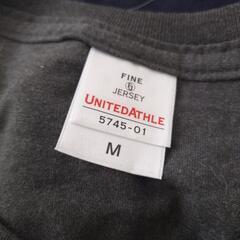 FINE
JERSEY
UNITEDATHLE
5745-01
M